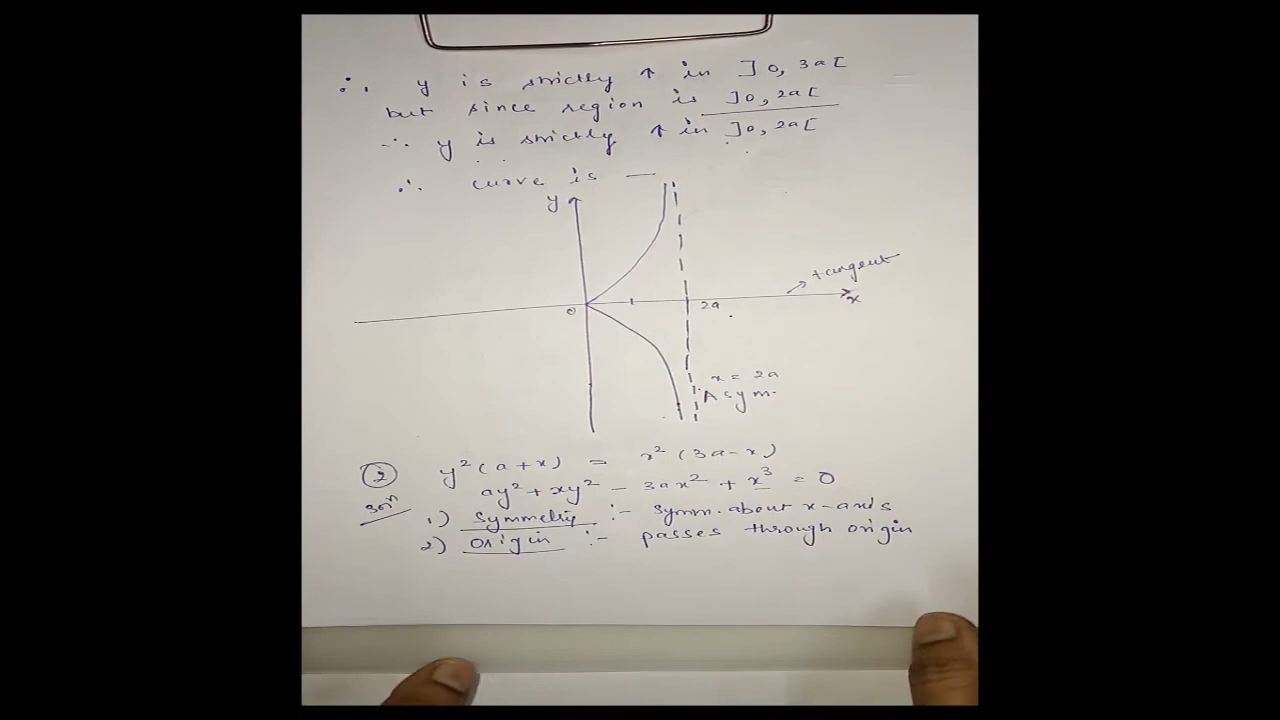 ∴ y is strictly ↑ in ]0, 3a[
but since region is ]0, 2a[
∴ y is strictly ↑ in ]0, 2a[
∴ curve is —
y
tangent
x
0
2a
x = 2a
Asym.
② y²(a+x) = x²(3a-x)
ay² + xy² - 3ax² + x³ = 0
Solⁿ
1) Symmetry :- symm. about x-axis
2) Origin :- passes through origin